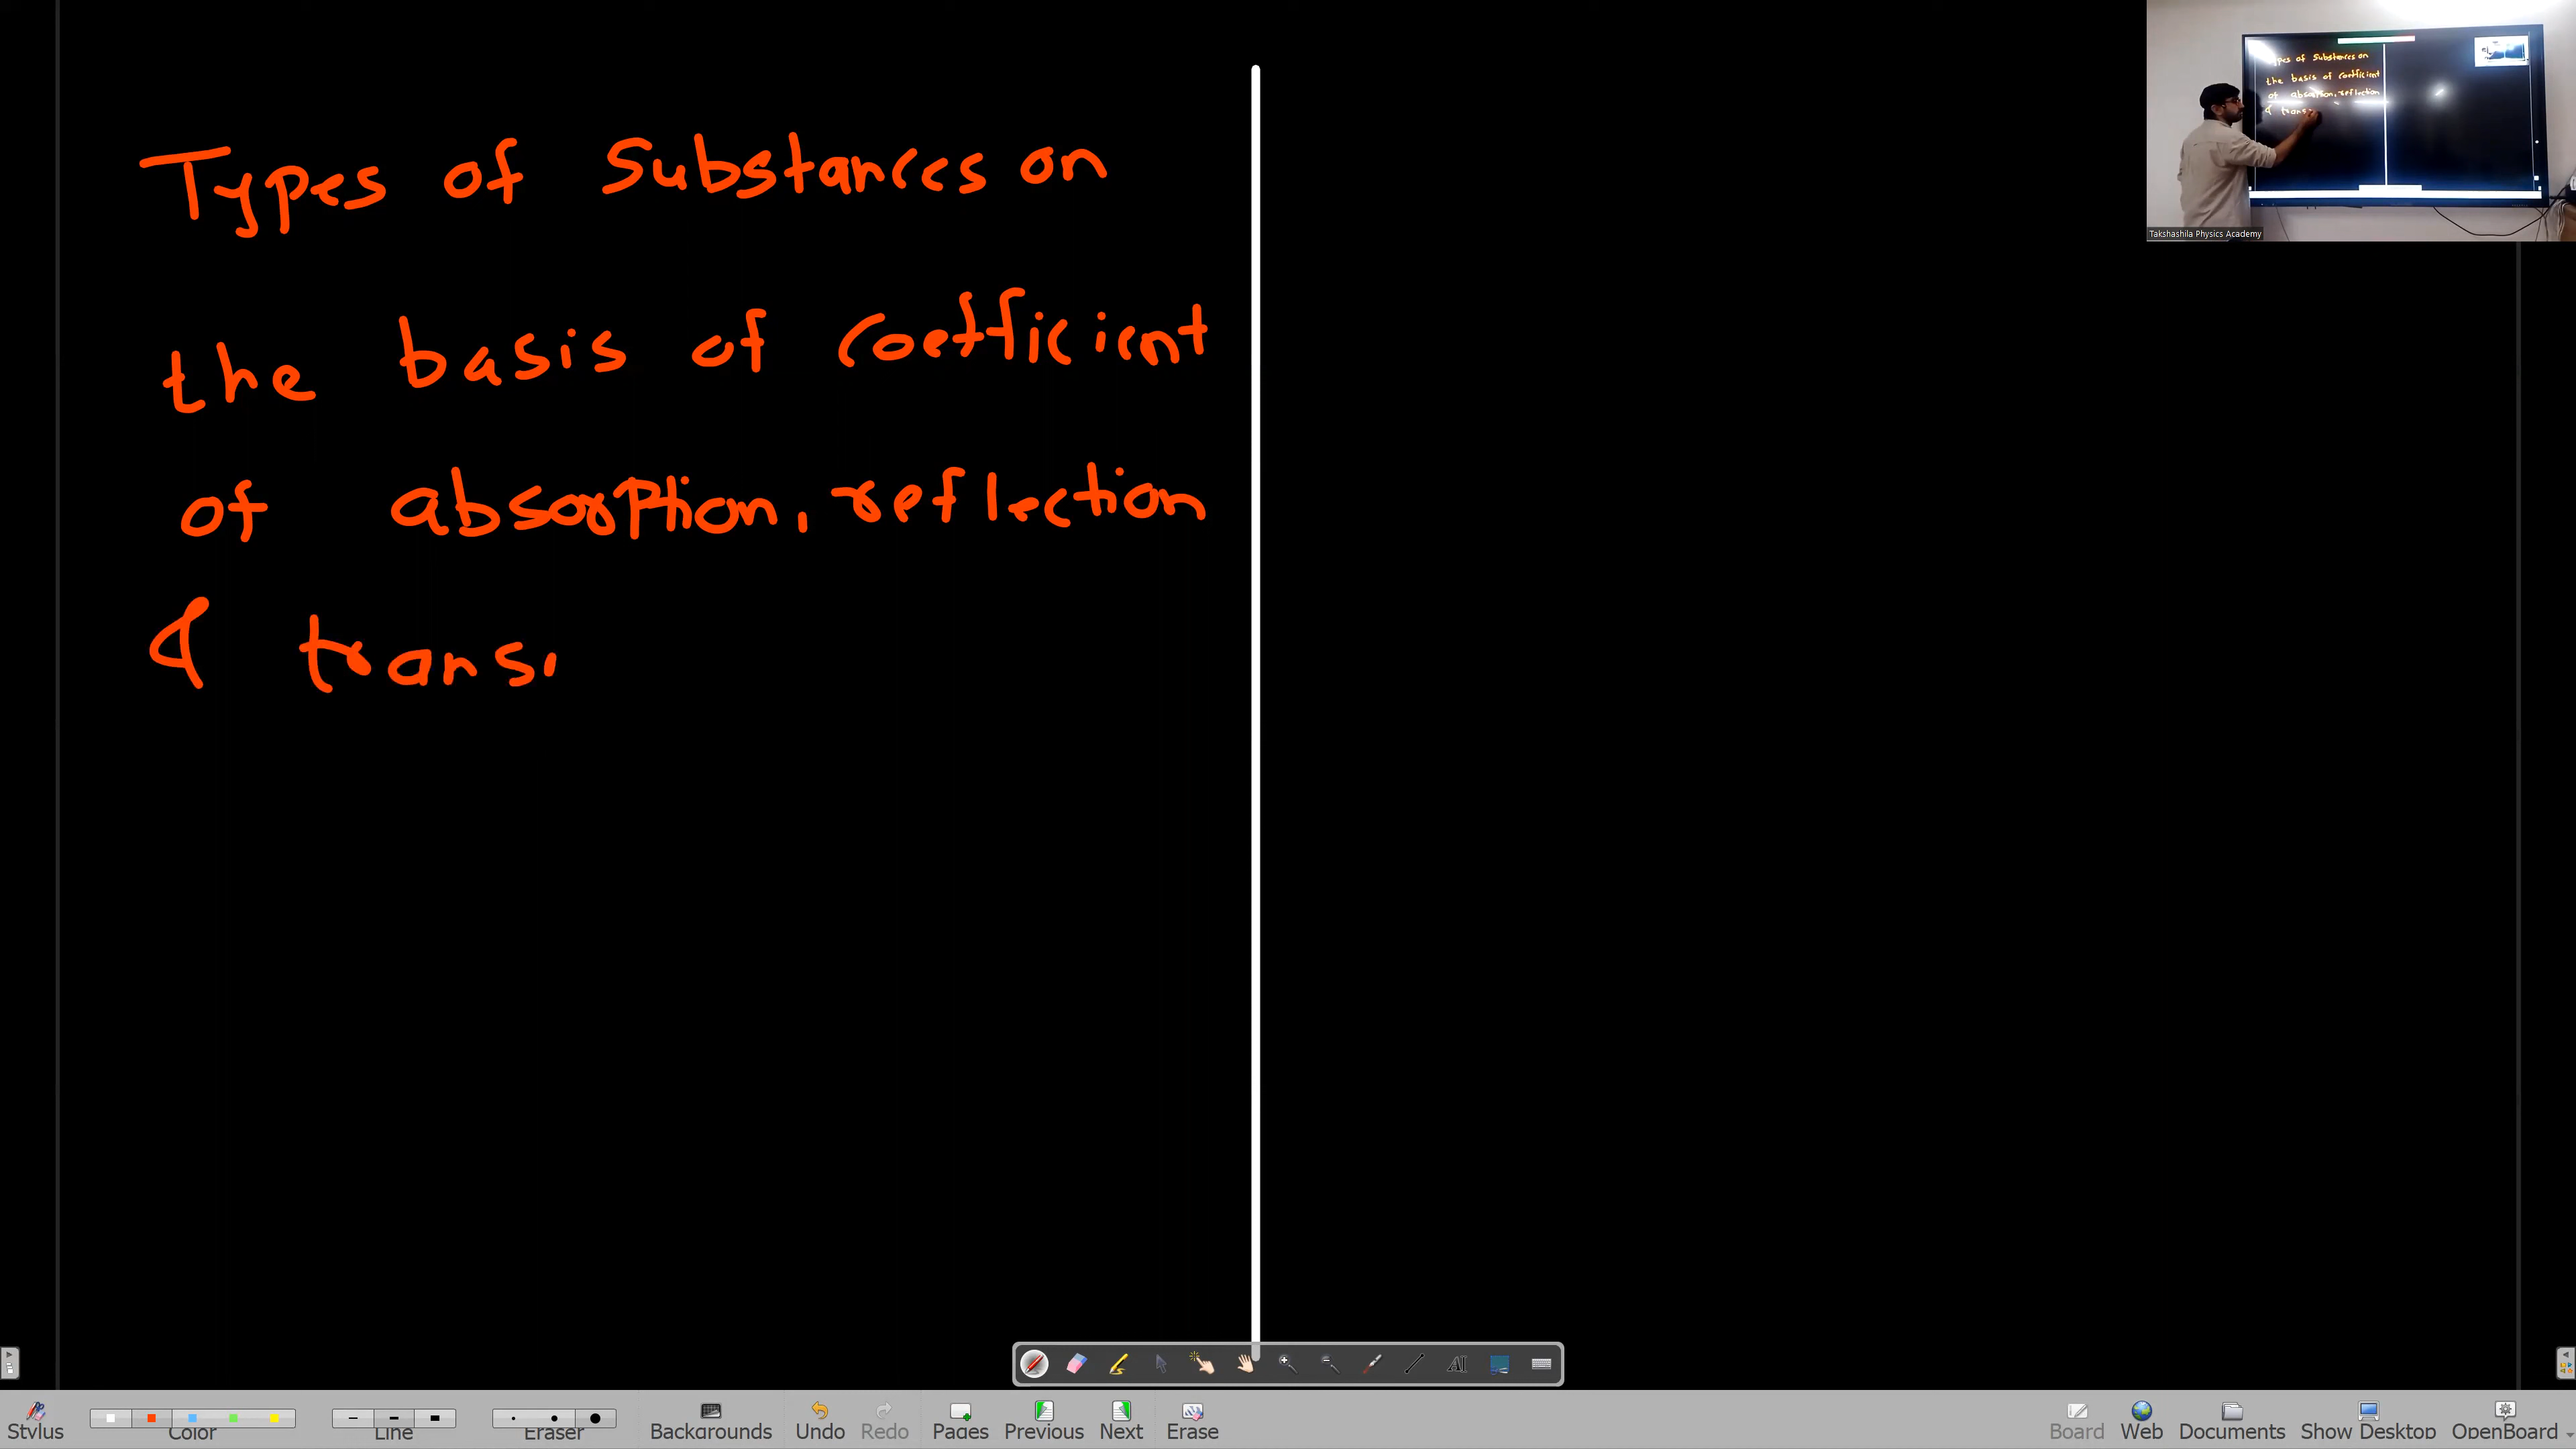 Types of Substances on
the basis of coefficient
of absorption, reflection
& trans
Takshashila Physics Academy
Stylus
Color
Line
Eraser
Backgrounds
Undo
Redo
Pages
Previous
Next
Erase
Board
Web
Documents
Show Desktop
OpenBoard